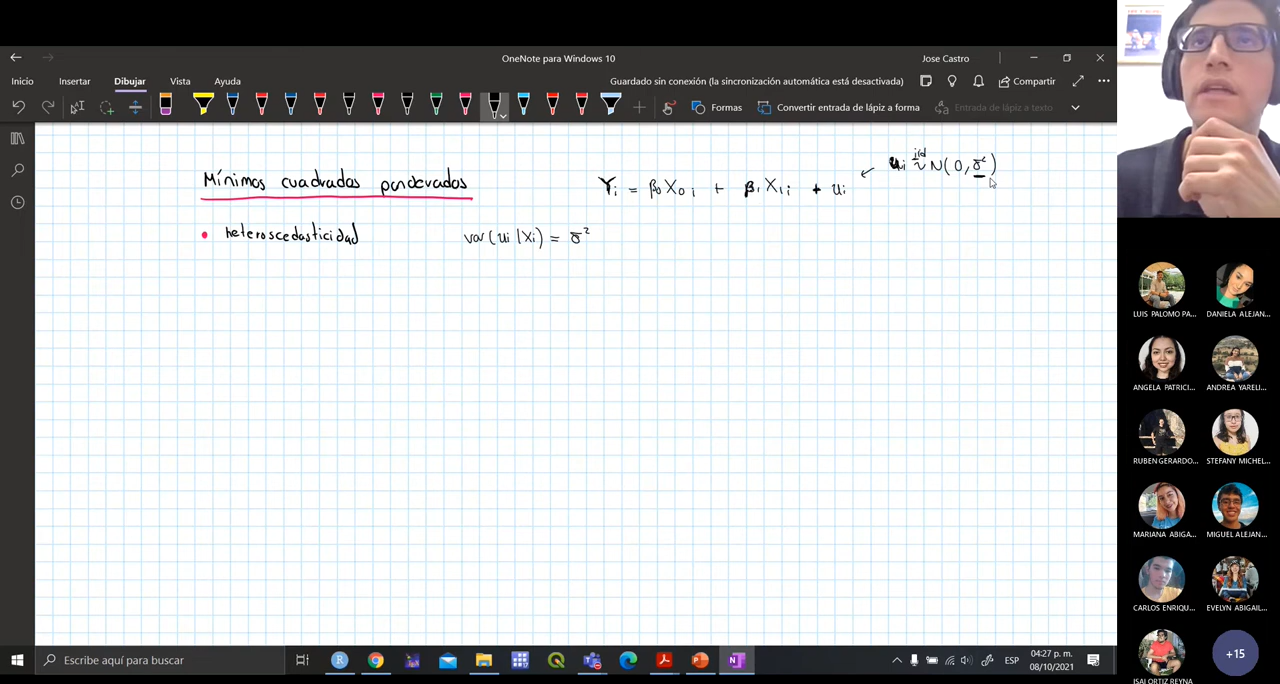 OneNote para Windows 10
Jose Castro
Inicio
Insertar
Dibujar
Vista
Ayuda
Guardado sin conexión (la sincronización automática está desactivada)
Compartir
Formas
Convertir entrada de lápiz a forma
Entrada de lápiz a texto
ui iid ~ N(0, σ²)
Mínimos cuadrados ponderados
Yi = β0 X0i + β1 X1i + ui
• heteroscedasticidad
var(ui | Xi) = σ²
LUIS PALOMO PA...
DANIELA ALEJAN...
ANGELA PATRICI...
ANDREA YARELI...
RUBEN GERARDO...
STEFANY MICHEL...
MARIANA ABIGA...
MIGUEL ALEJAN...
CARLOS ENRIQU...
EVELYN ABIGAIL...
ISAI ORTIZ REYNA
+15
Escribe aquí para buscar
ESP
04:27 p. m.
08/10/2021